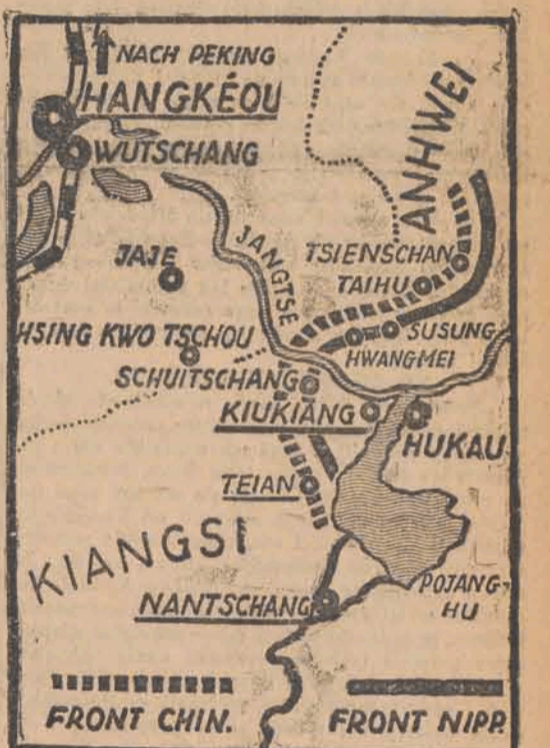 NACH PEKING
HANGKÉOU
WUTSCHANG
ANHWEI
JANGTSE
TSIENSCHAN
TAIHU
JAJE
HSING KWO TSCHOU
SUSUNG
HWANGMEI
SCHUITSCHANG
KIUKIANG
HUKAU
TEIAN
KIANGSI
POJANG-
HU
NANTSCHANG
FRONT CHIN.
FRONT NIPP.